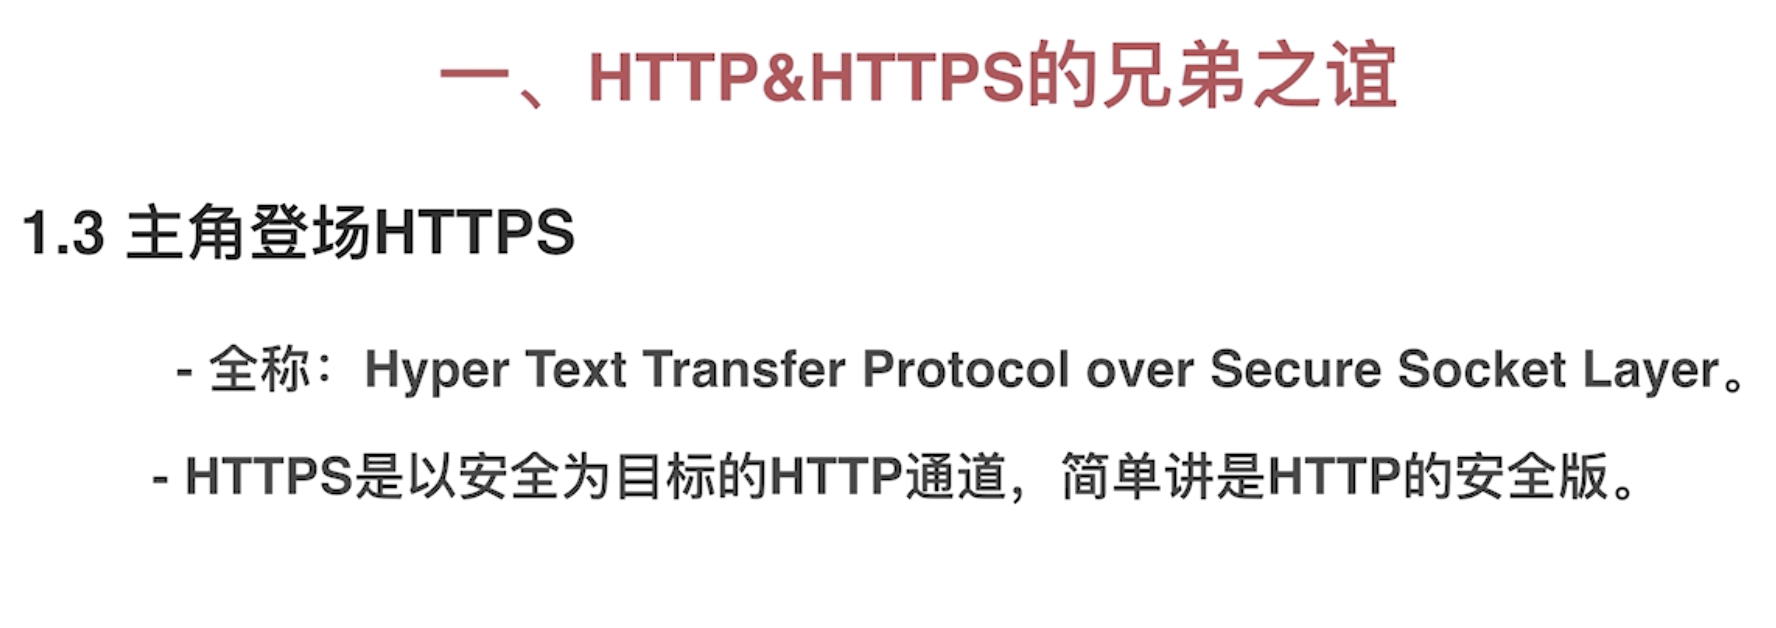 一、HTTP&HTTPS的兄弟之谊
1.3 主角登场HTTPS
- 全称：Hyper Text Transfer Protocol over Secure Socket Layer。
- HTTPS是以安全为目标的HTTP通道，简单讲是HTTP的安全版。